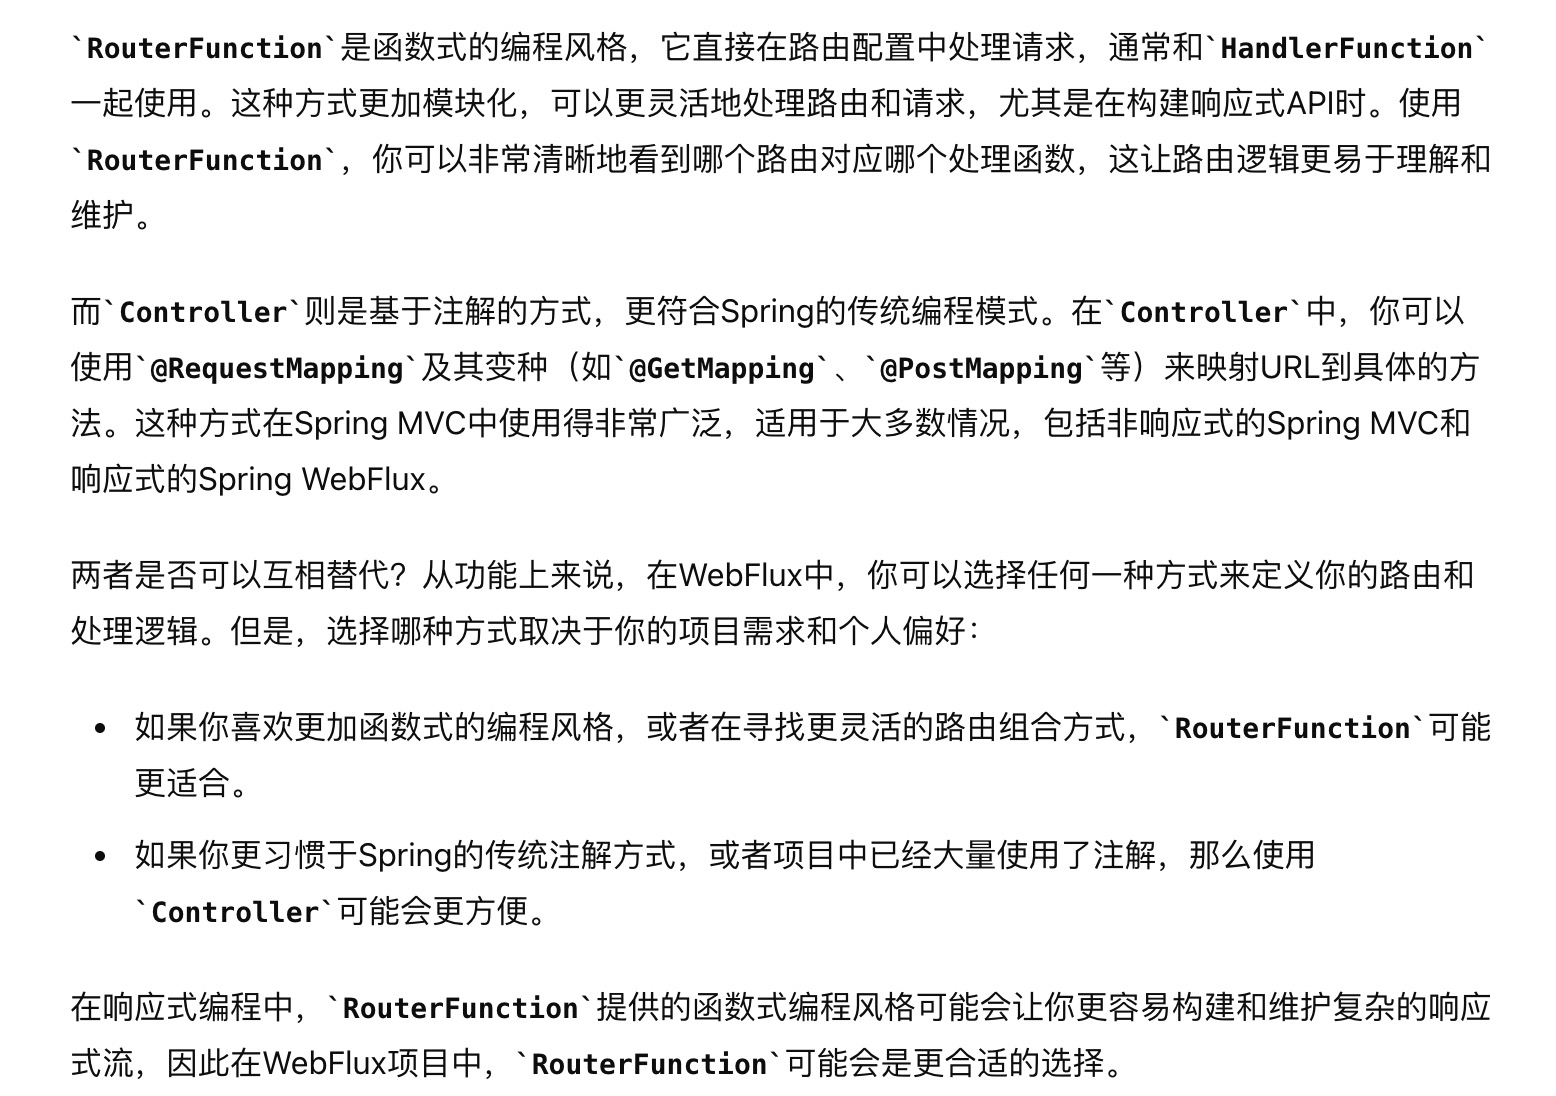 `RouterFunction`是函数式的编程风格，它直接在路由配置中处理请求，通常和`HandlerFunction`
一起使用。这种方式更加模块化，可以更灵活地处理路由和请求，尤其是在构建响应式API时。使用
`RouterFunction`，你可以非常清晰地看到哪个路由对应哪个处理函数，这让路由逻辑更易于理解和
维护。
而`Controller`则是基于注解的方式，更符合Spring的传统编程模式。在`Controller`中，你可以
使用`@RequestMapping`及其变种（如`@GetMapping`、`@PostMapping`等）来映射URL到具体的方
法。这种方式在Spring MVC中使用得非常广泛，适用于大多数情况，包括非响应式的Spring MVC和
响应式的Spring WebFlux。
两者是否可以互相替代？从功能上来说，在WebFlux中，你可以选择任何一种方式来定义你的路由和
处理逻辑。但是，选择哪种方式取决于你的项目需求和个人偏好：
• 如果你喜欢更加函数式的编程风格，或者在寻找更灵活的路由组合方式，`RouterFunction`可能
更适合。
• 如果你更习惯于Spring的传统注解方式，或者项目中已经大量使用了注解，那么使用
`Controller`可能会更方便。
在响应式编程中，`RouterFunction`提供的函数式编程风格可能会让你更容易构建和维护复杂的响应
式流，因此在WebFlux项目中，`RouterFunction`可能会是更合适的选择。